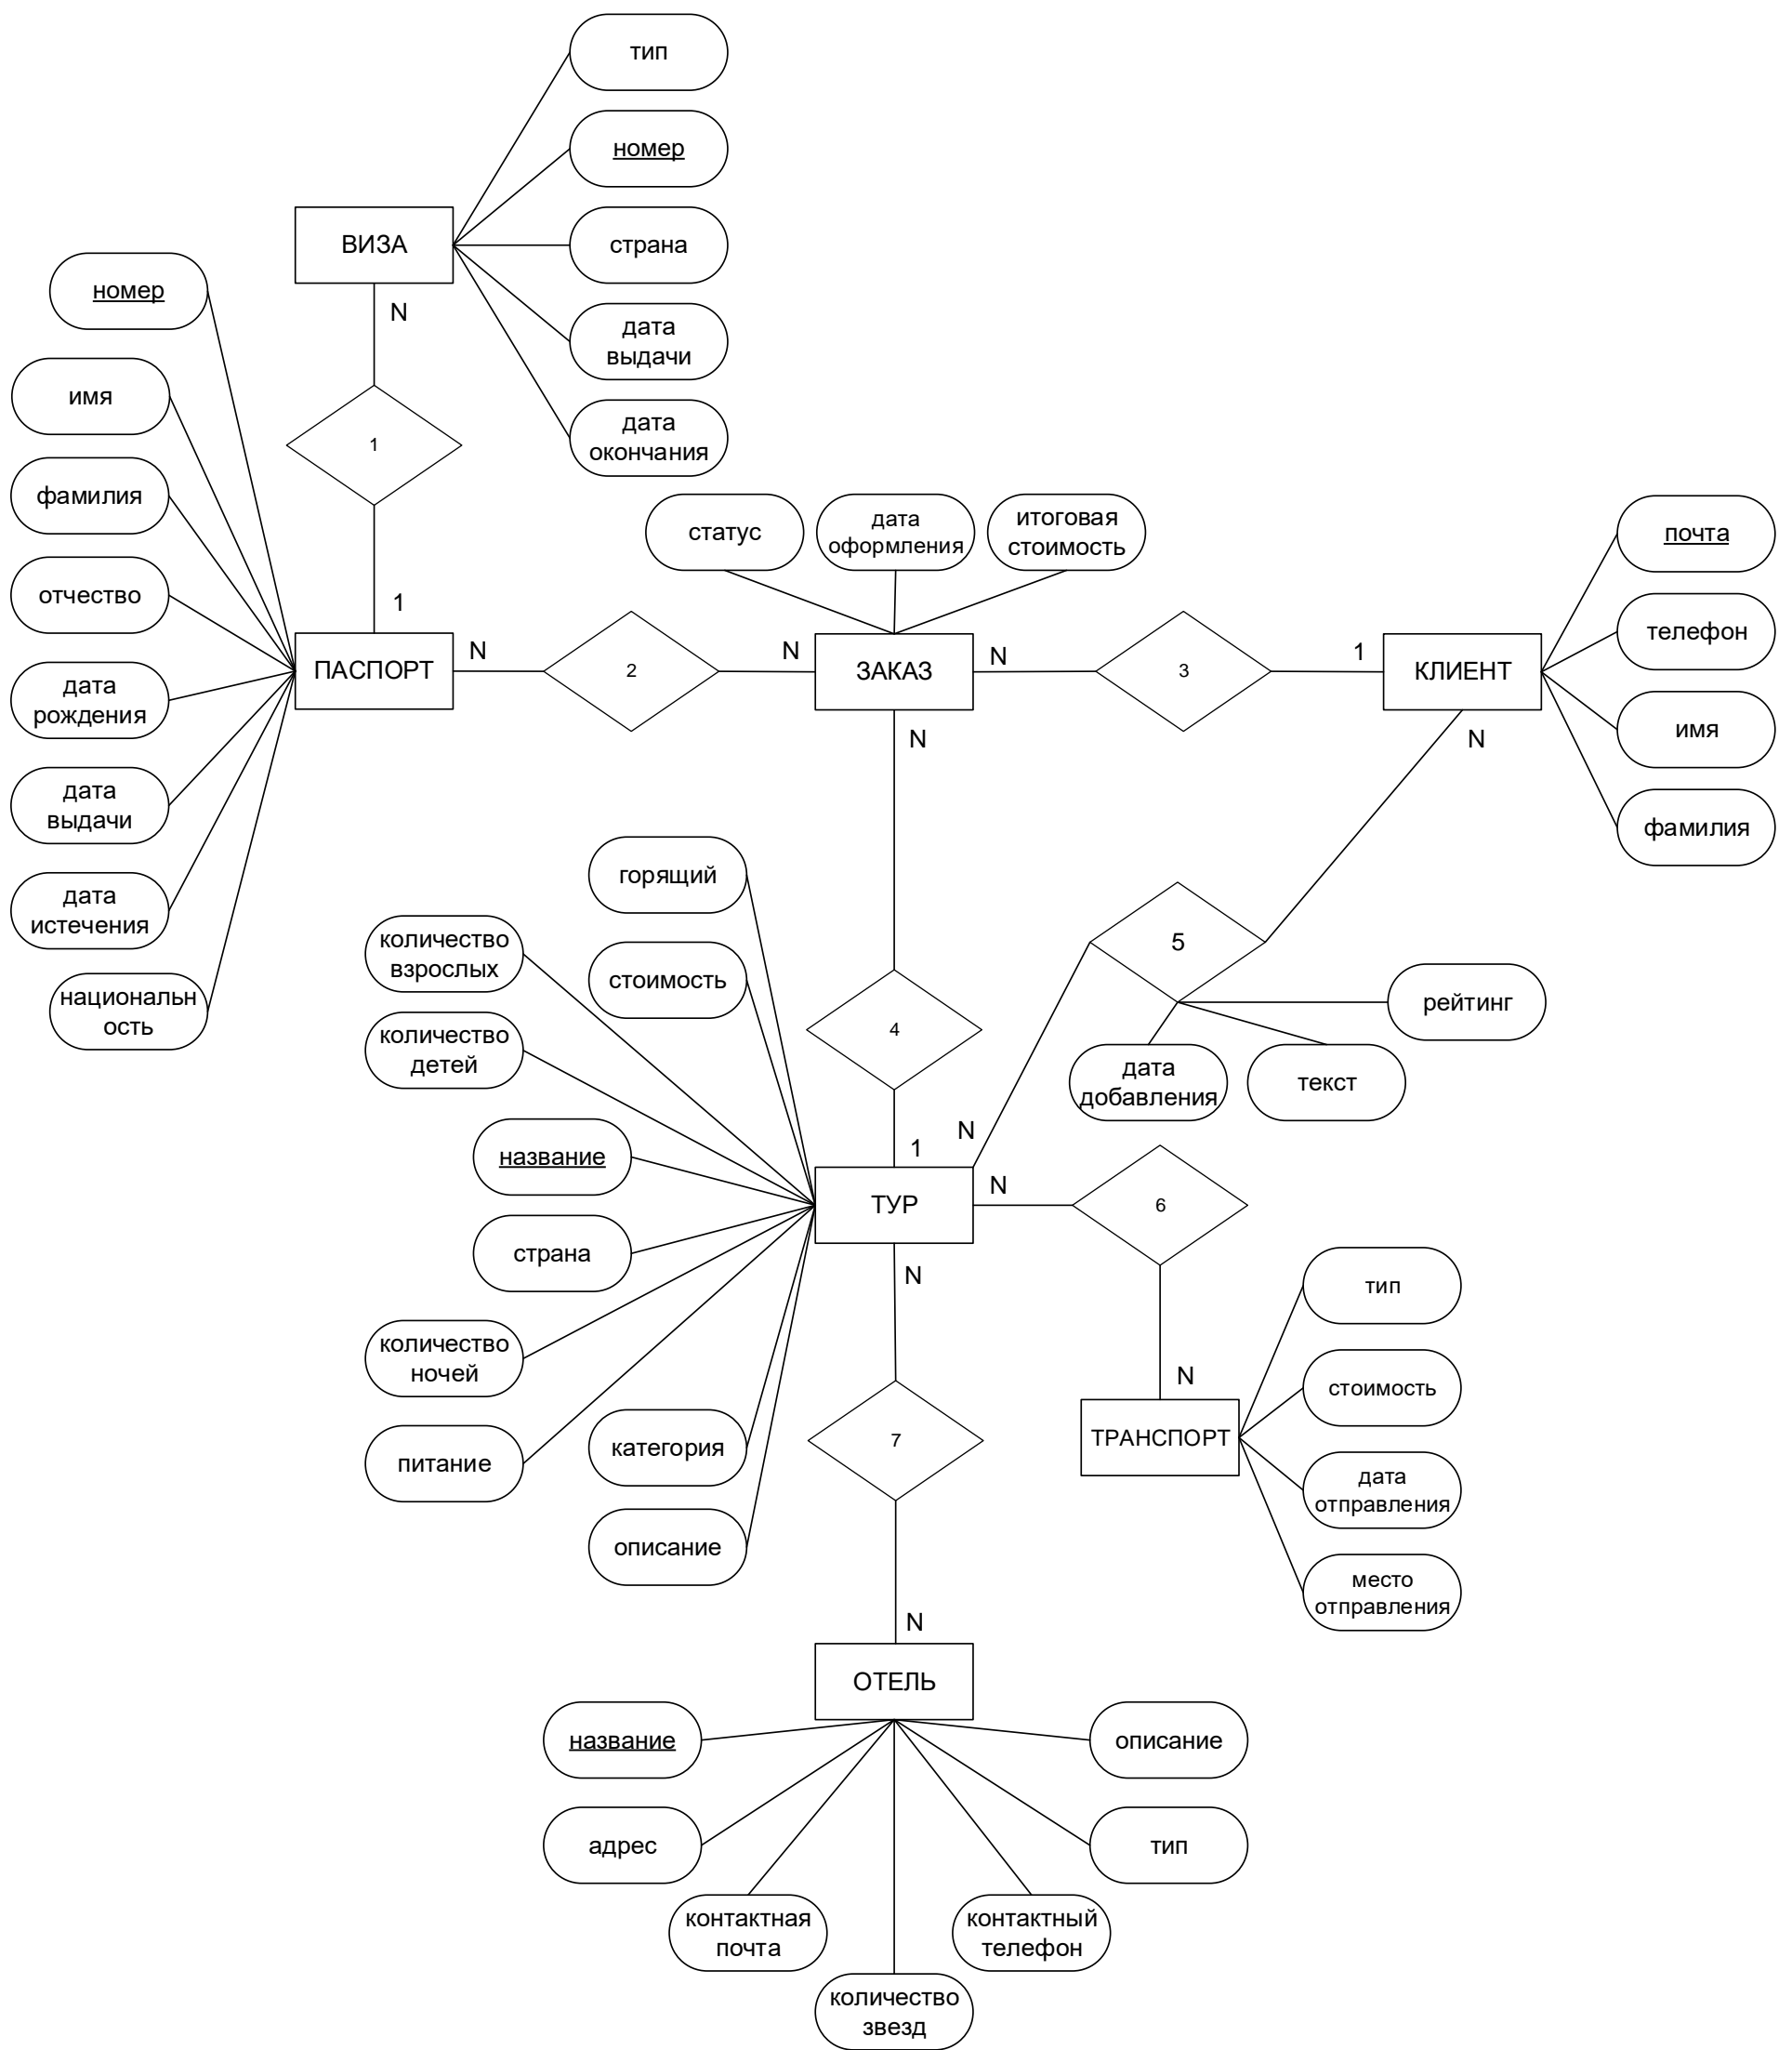 тип
номер
страна
дата
выдачи
дата
окончания
ВИЗА
N
1
1
номер
имя
фамилия
отчество
дата
рождения
дата
выдачи
дата
истечения
национальн
ость
ПАСПОРТ
N
2
N
статус
дата
оформления
итоговая
стоимость
ЗАКАЗ
N
3
1
КЛИЕНТ
почта
телефон
имя
фамилия
N
N
4
1
5
рейтинг
дата
добавления
текст
N
горящий
количество
взрослых
стоимость
количество
детей
название
страна
количество
ночей
питание
категория
описание
ТУР
N
6
N
ТРАНСПОРТ
тип
стоимость
дата
отправления
место
отправления
N
7
N
ОТЕЛЬ
название
описание
адрес
тип
контактная
почта
контактный
телефон
количество
звезд